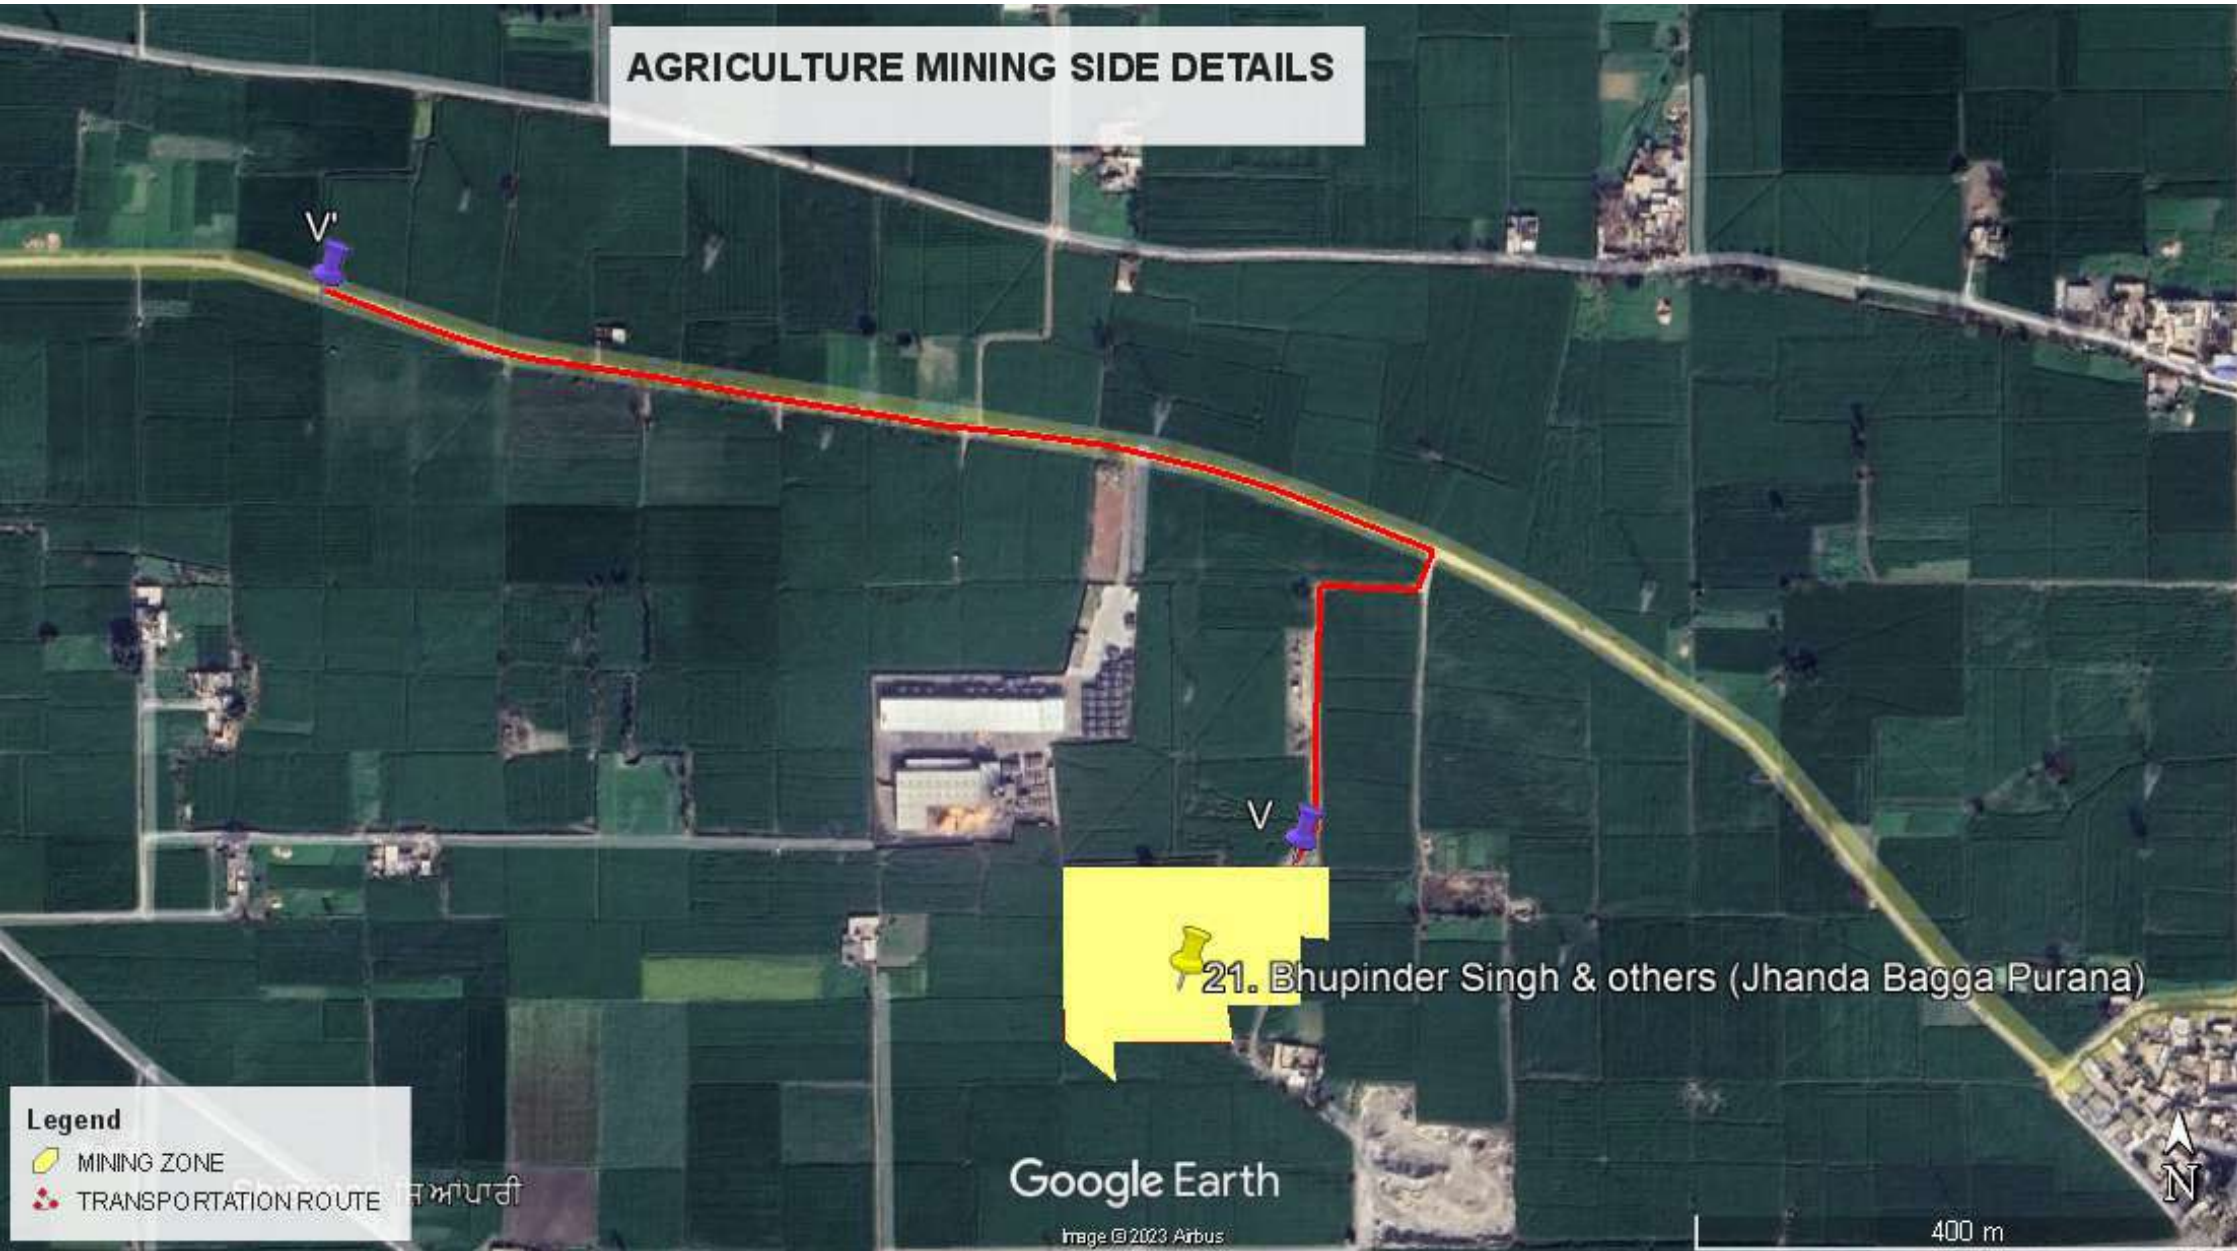 AGRICULTURE MINING SIDE DETAILS
V'
V
21. Bhupinder Singh & others (Jhanda Bagga Purana)
Legend
MINING ZONE
TRANSPORTATION ROUTE
Google Earth
Image © 2023 Airbus
400 m
N